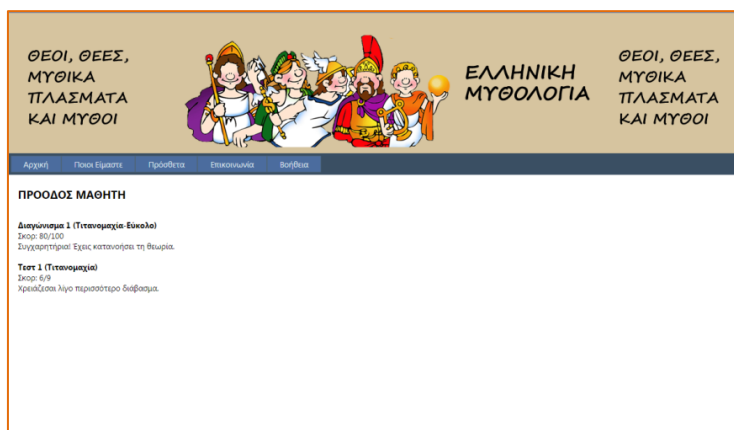 ΘΕΟΙ, ΘΕΕΣ,
ΜΥΘΙΚΑ
ΠΛΑΣΜΑΤΑ
ΚΑΙ ΜΥΘΟΙ
ΕΛΛΗΝΙΚΗ
ΜΥΘΟΛΟΓΙΑ
ΘΕΟΙ, ΘΕΕΣ,
ΜΥΘΙΚΑ
ΠΛΑΣΜΑΤΑ
ΚΑΙ ΜΥΘΟΙ
Αρχική Ποιοι Είμαστε Πρόσθετα Επικοινωνία Βοήθεια
ΠΡΟΟΔΟΣ ΜΑΘΗΤΗ
Διαγώνισμα 1 (Τιτανομαχία-Εύκολο)
Σκορ: 80/100
Συγχαρητήρια! Έχεις κατανοήσει τη θεωρία.
Τεστ 1 (Τιτανομαχία)
Σκορ: 6/9
Χρειάζεσαι λίγο περισσότερο διάβασμα.